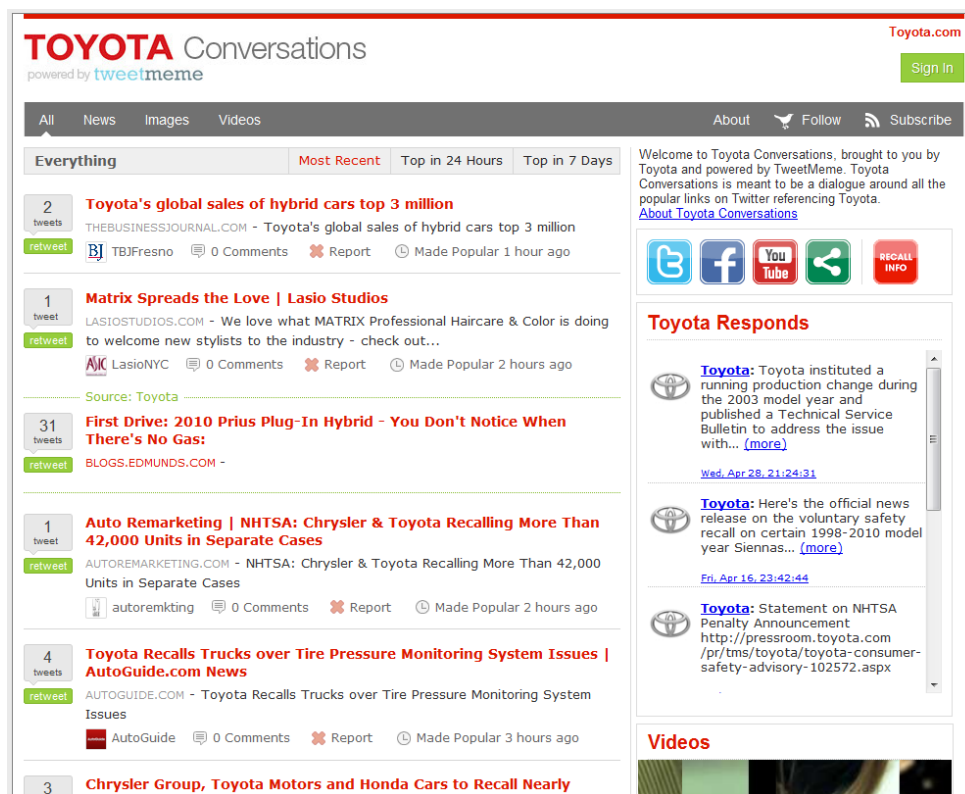 TOYOTA Conversations
powered by tweetmeme
Toyota.com
Sign In
All News Images Videos About Follow Subscribe
Everything Most Recent Top in 24 Hours Top in 7 Days
2
tweets
retweet
Toyota's global sales of hybrid cars top 3 million
THEBUSINESSJOURNAL.COM - Toyota's global sales of hybrid cars top 3 million
BJ TBJFresno 0 Comments Report Made Popular 1 hour ago
1
tweet
retweet
Matrix Spreads the Love | Lasio Studios
LASIOSTUDIOS.COM - We love what MATRIX Professional Haircare & Color is doing
to welcome new stylists to the industry - check out...
LasioNYC 0 Comments Report Made Popular 2 hours ago
Source: Toyota
31
tweets
retweet
First Drive: 2010 Prius Plug-In Hybrid - You Don't Notice When
There's No Gas:
BLOGS.EDMUNDS.COM -
1
tweet
retweet
Auto Remarketing | NHTSA: Chrysler & Toyota Recalling More Than
42,000 Units in Separate Cases
AUTOREMARKETING.COM - NHTSA: Chrysler & Toyota Recalling More Than 42,000
Units in Separate Cases
autoremkting 0 Comments Report Made Popular 2 hours ago
4
tweets
retweet
Toyota Recalls Trucks over Tire Pressure Monitoring System Issues |
AutoGuide.com News
AUTOGUIDE.COM - Toyota Recalls Trucks over Tire Pressure Monitoring System
Issues
AutoGuide 0 Comments Report Made Popular 3 hours ago
3
Chrysler Group, Toyota Motors and Honda Cars to Recall Nearly
Welcome to Toyota Conversations, brought to you by
Toyota and powered by TweetMeme. Toyota
Conversations is meant to be a dialogue around all the
popular links on Twitter referencing Toyota.
About Toyota Conversations
You
Tube
RECALL
INFO
Toyota Responds
Toyota: Toyota instituted a
running production change during
the 2003 model year and
published a Technical Service
Bulletin to address the issue
with... (more)
Wed, Apr 28, 21:24:31
Toyota: Here's the official news
release on the voluntary safety
recall on certain 1998-2010 model
year Siennas... (more)
Fri, Apr 16, 23:42:44
Toyota: Statement on NHTSA
Penalty Announcement
http://pressroom.toyota.com
/pr/tms/toyota/toyota-consumer-
safety-advisory-102572.aspx
Videos